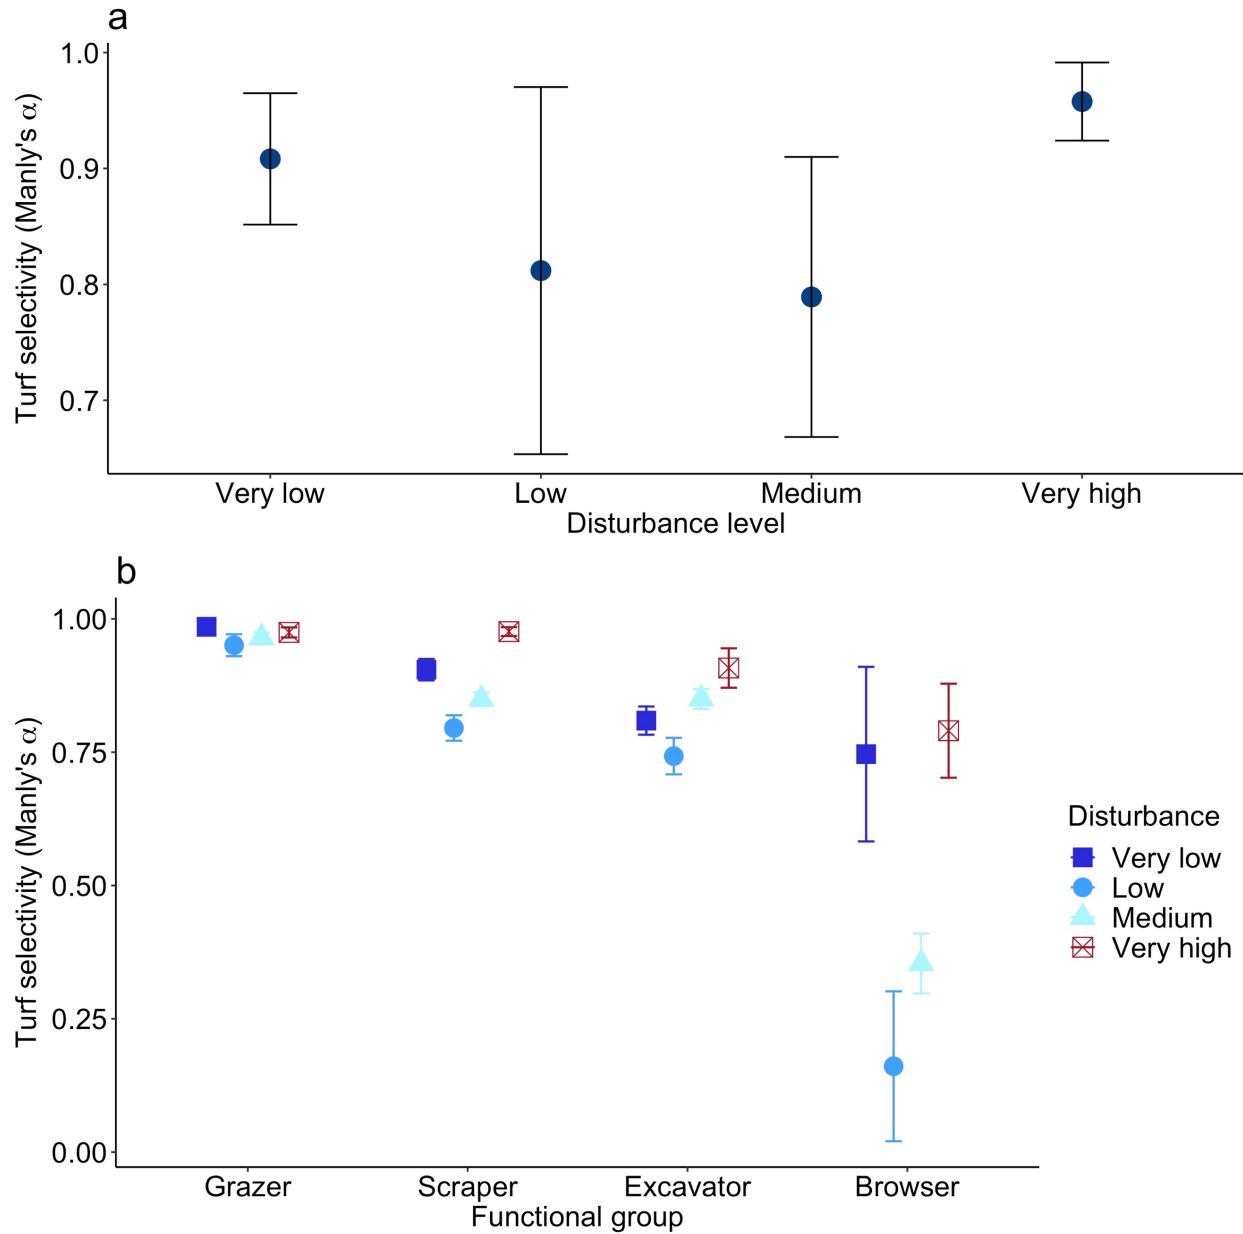 a
1.0
0.9
0.8
0.7
Turf selectivity (Manly's α)
Very low Low Medium Very high
Disturbance level
b
1.00
0.75
0.50
0.25
0.00
Turf selectivity (Manly's α)
Grazer Scraper Excavator Browser
Functional group
Disturbance
Very low
Low
Medium
Very high